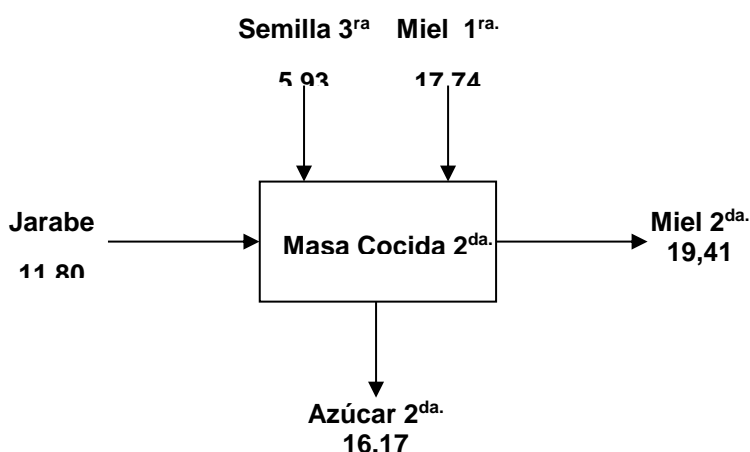 Semilla 3ra Miel 1ra.
5,93 17,74
Jarabe
11,80
Masa Cocida 2da.
Miel 2da.
19,41
Azúcar 2da.
16,17